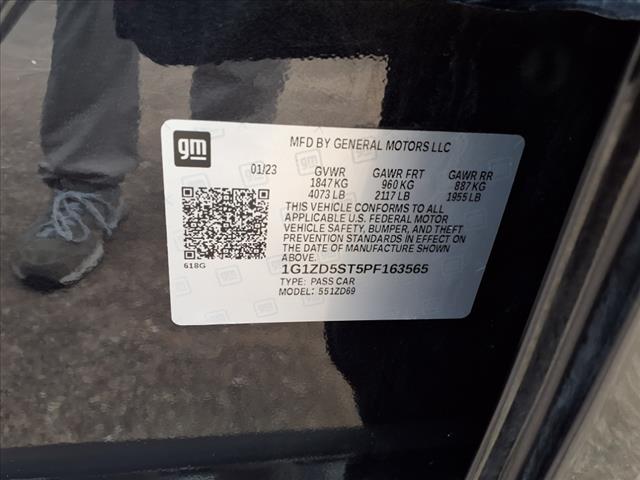 gm
MFD BY GENERAL MOTORS LLC
01/23 GVWR GAWR FRT GAWR RR
1847 KG 960 KG 887 KG
4073 LB 2117 LB 1955 LB
THIS VEHICLE CONFORMS TO ALL
APPLICABLE U.S. FEDERAL MOTOR
VEHICLE SAFETY, BUMPER, AND THEFT
PREVENTION STANDARDS IN EFFECT ON
THE DATE OF MANUFACTURE SHOWN
ABOVE.
618G
1G1ZD5ST5PF163565
TYPE: PASS CAR
MODEL: 551ZD69